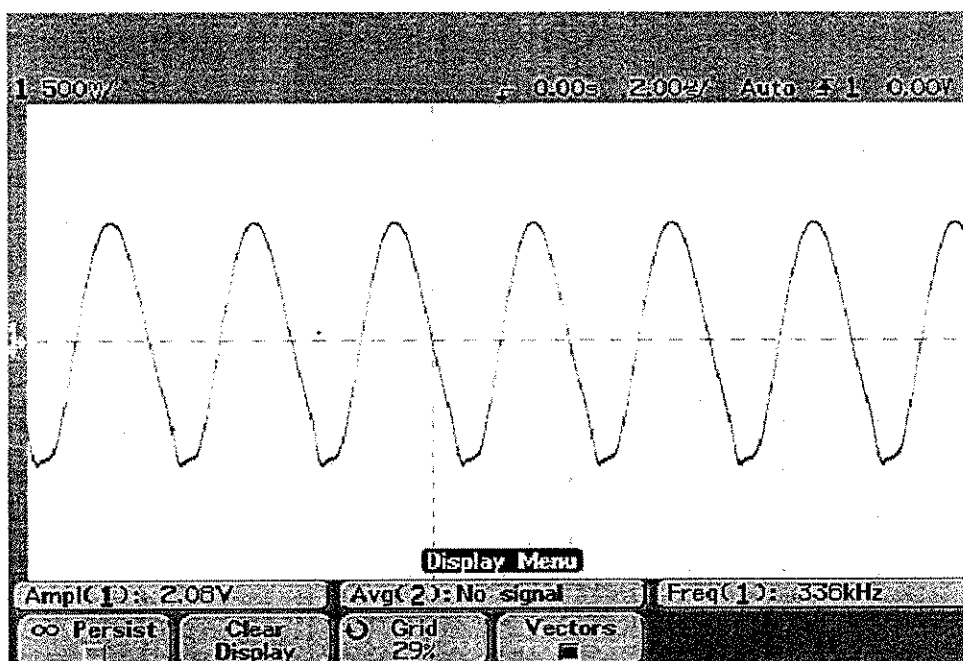 1 500V/ 0.00s 2.00s/ Auto 1 0.00V
Display Menu
Ampl(1): 2.08V Avg(2):No signal Freq(1): 336kHz
∞ Persist Clear Display Grid 29% Vectors